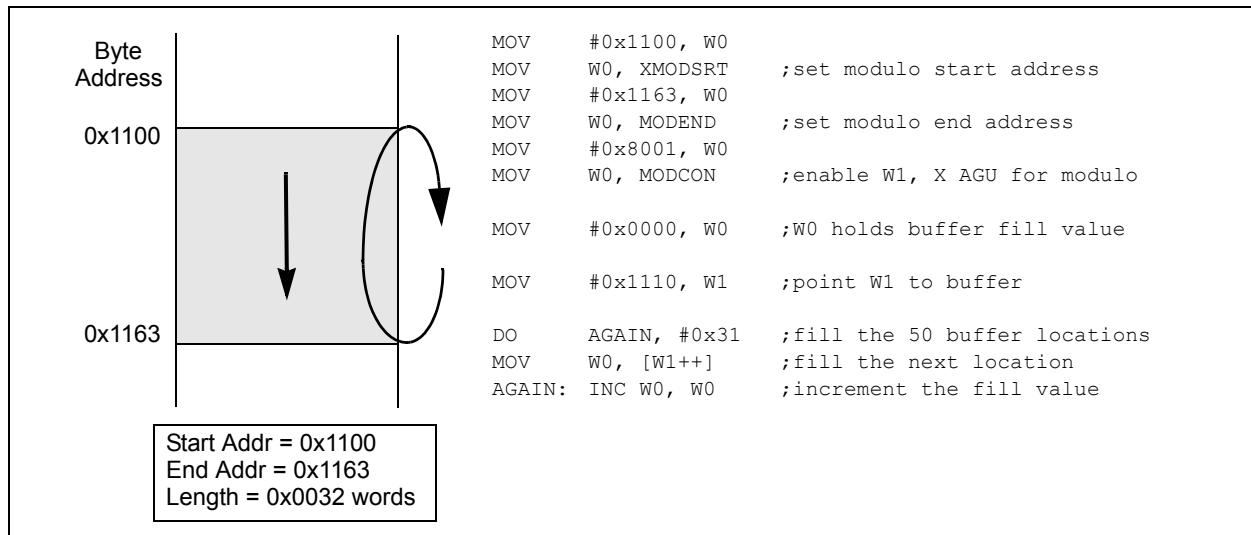 Byte
Address
0x1100
0x1163
Start Addr = 0x1100
End Addr = 0x1163
Length = 0x0032 words
MOV #0x1100, W0
MOV W0, XMODSRT ;set modulo start address
MOV #0x1163, W0
MOV W0, MODEND ;set modulo end address
MOV #0x8001, W0
MOV W0, MODCON ;enable W1, X AGU for modulo
MOV #0x0000, W0 ;W0 holds buffer fill value
MOV #0x1110, W1 ;point W1 to buffer
DO AGAIN, #0x31 ;fill the 50 buffer locations
MOV W0, [W1++] ;fill the next location
AGAIN: INC W0, W0 ;increment the fill value